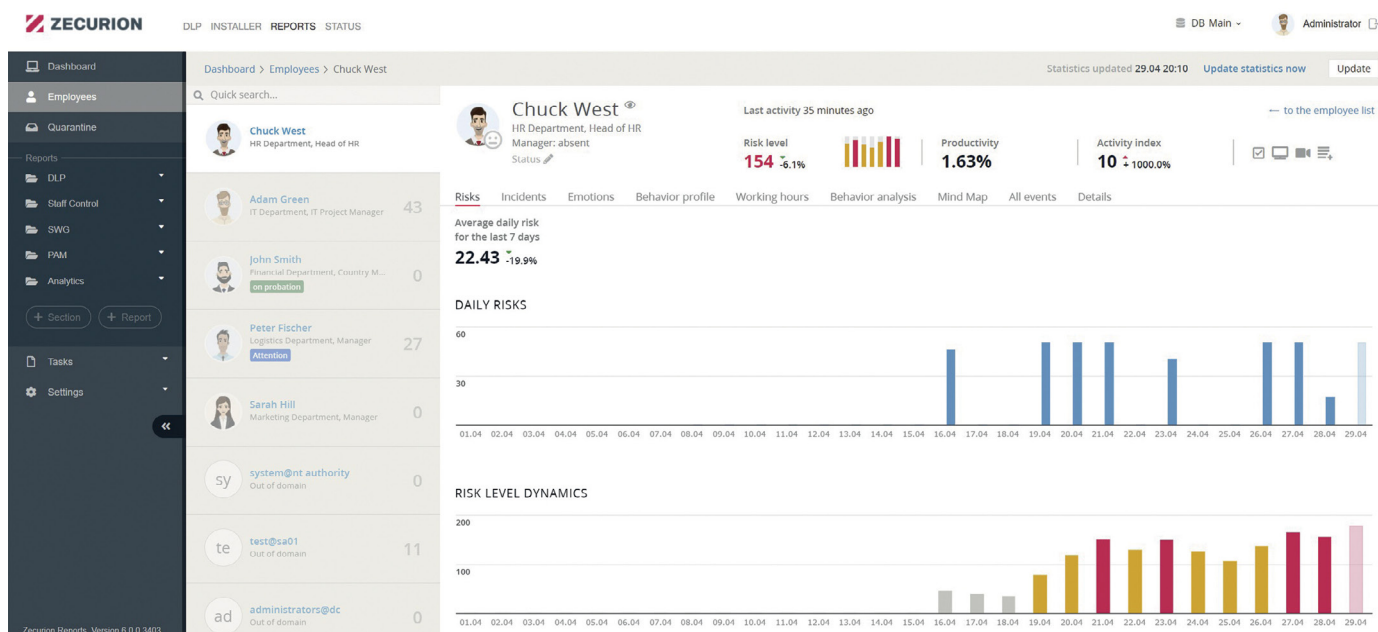 ZECURION
DLP INSTALLER REPORTS STATUS
DB Main
Administrator
Dashboard
Employees
Quarantine
Reports
DLP
Staff Control
SWG
PAM
Analytics
+ Section + Report
Tasks
Settings
Zecurion Reports, Version 6.0.0.3403
Dashboard > Employees > Chuck West
Statistics updated 29.04 20:10 Update statistics now Update
Quick search...
Chuck West
HR Department, Head of HR
Adam Green
IT Department, IT Project Manager
43
John Smith
Financial Department, Country M...
on probation
0
Peter Fischer
Logistics Department, Manager
Attention
27
Sarah Hill
Marketing Department, Manager
0
sy
system@nt authority
Out of domain
0
te
test@sa01
Out of domain
11
ad
administrators@dc
Out of domain
0
Chuck West
HR Department, Head of HR
Manager: absent
Status
Last activity 35 minutes ago
← to the employee list
Risk level
154 -6.1%
Productivity
1.63%
Activity index
10 1000.0%
Risks Incidents Emotions Behavior profile Working hours Behavior analysis Mind Map All events Details
Average daily risk
for the last 7 days
22.43 -19.9%
DAILY RISKS
60
30
01.04 02.04 03.04 04.04 05.04 06.04 07.04 08.04 09.04 10.04 11.04 12.04 13.04 14.04 15.04 16.04 17.04 18.04 19.04 20.04 21.04 22.04 23.04 24.04 25.04 26.04 27.04 28.04 29.04
RISK LEVEL DYNAMICS
200
100
01.04 02.04 03.04 04.04 05.04 06.04 07.04 08.04 09.04 10.04 11.04 12.04 13.04 14.04 15.04 16.04 17.04 18.04 19.04 20.04 21.04 22.04 23.04 24.04 25.04 26.04 27.04 28.04 29.04